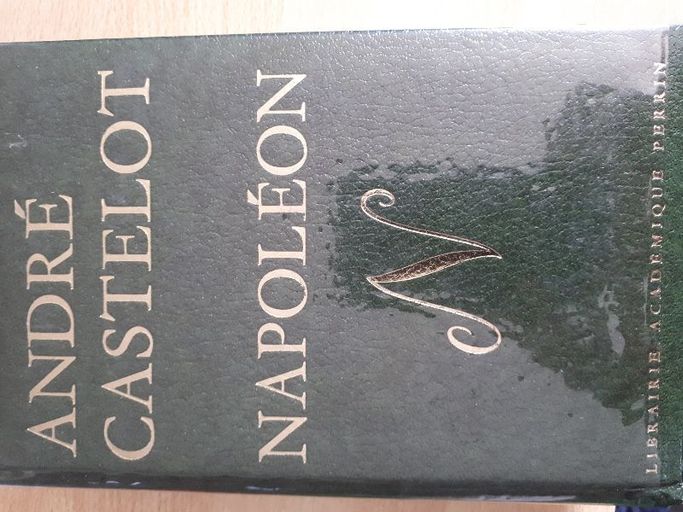 ANDRÉ
CASTELOT
NAPOLÉON
N
LIBRAIRIE ACADÉMIQUE PERRIN